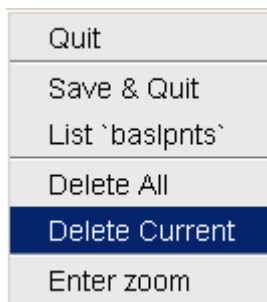 Quit
Save & Quit
List `baslpnts`
Delete All
Delete Current
Enter zoom